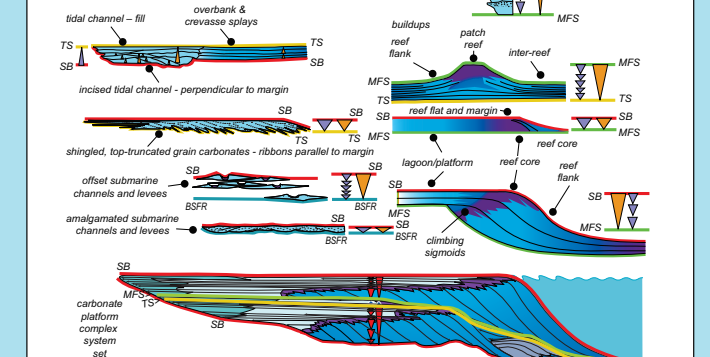 MFS
tidal channel – fill
overbank &
crevasse splays
TS
SB
TS
SB
incised tidal channel - perpendicular to margin
buildups
reef
flank
patch
reef
inter-reef
MFS
TS
MFS
TS
SB
SB
TS
shingled, top-truncated grain carbonates - ribbons parallel to margin
reef flat and margin
SB
MFS
SB
MFS
reef core
lagoon/platform
reef core
reef
flank
offset submarine
channels and levees
SB
BSFR
SB
BSFR
amalgamated submarine
channels and levees
SB
BSFR
SB
BSFR
SB
MFS
climbing
sigmoids
SB
MFS
SB
MFS
TS
SB
carbonate
platform
complex
system
set